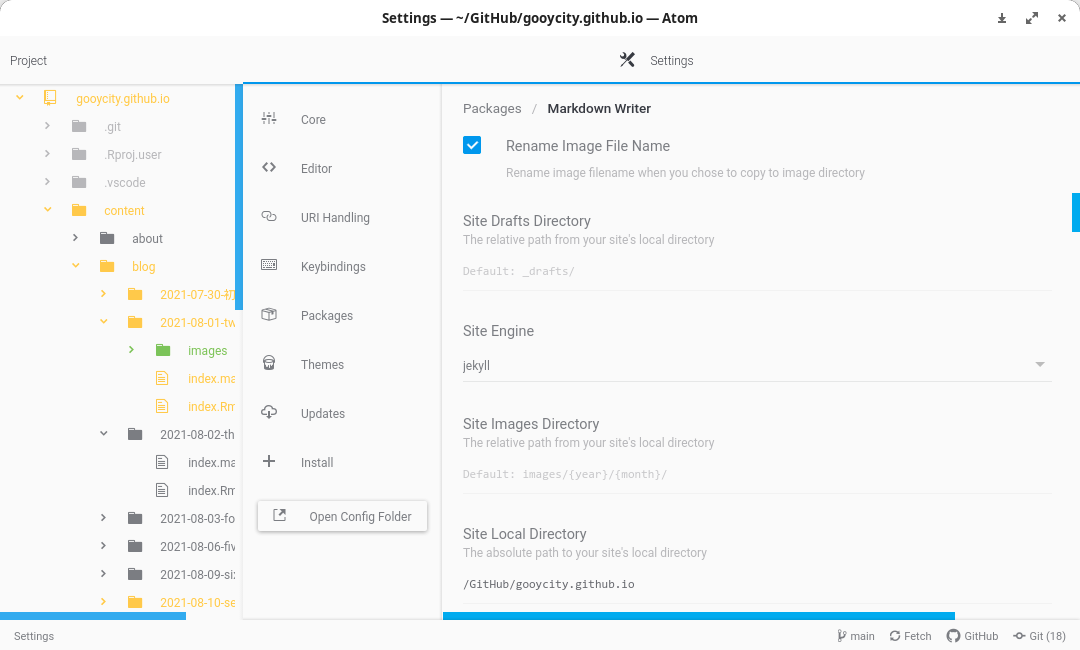 Settings — ~/GitHub/gooycity.github.io — Atom
Project
Settings
gooycity.github.io
.git
.Rproj.user
.vscode
content
about
blog
2021-07-30-初
2021-08-01-tw
images
index.ma
index.Rm
2021-08-02-th
index.ma
index.Rm
2021-08-03-fo
2021-08-06-fiv
2021-08-09-six
2021-08-10-se
Core
Editor
URI Handling
Keybindings
Packages
Themes
Updates
Install
Open Config Folder
Packages / Markdown Writer
Rename Image File Name
Rename image filename when you chose to copy to image directory
Site Drafts Directory
The relative path from your site's local directory
Default: _drafts/
Site Engine
jekyll
Site Images Directory
The relative path from your site's local directory
Default: images/{year}/{month}/
Site Local Directory
The absolute path to your site's local directory
/GitHub/gooycity.github.io
Settings
main
Fetch
GitHub
Git (18)